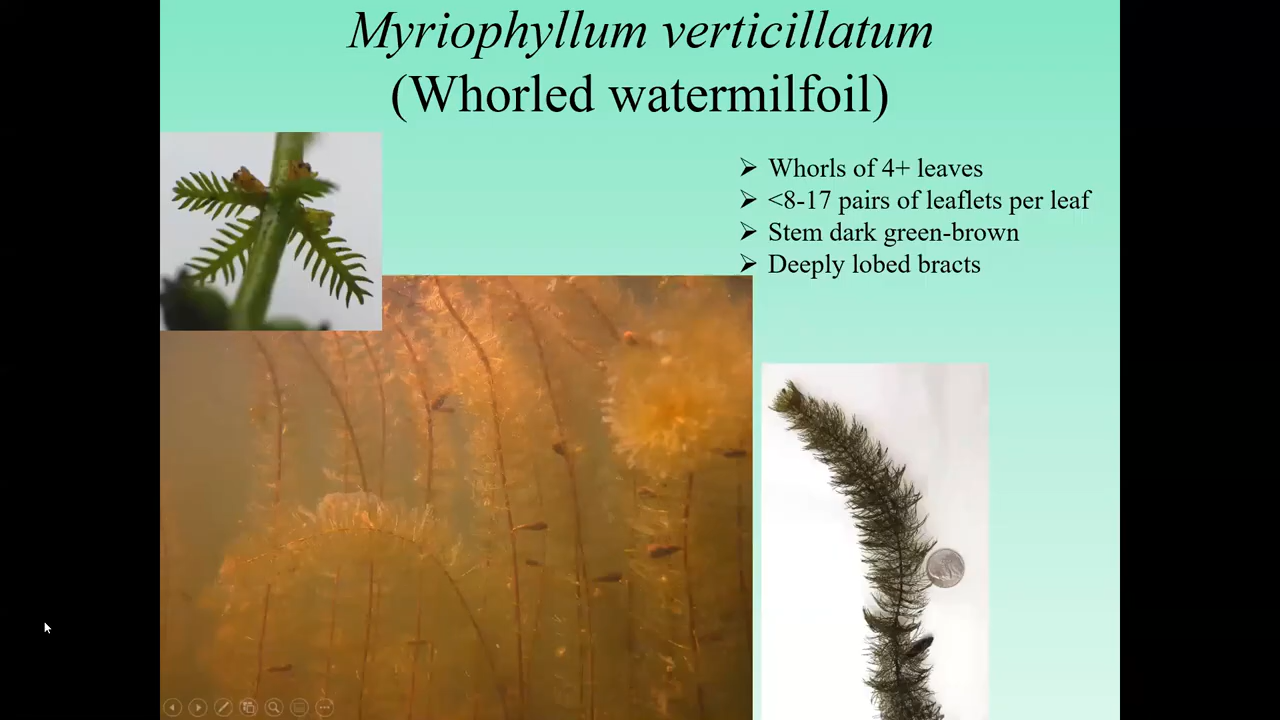 Myriophyllum verticillatum
(Whorled watermilfoil)
Whorls of 4+ leaves
<8-17 pairs of leaflets per leaf
Stem dark green-brown
Deeply lobed bracts